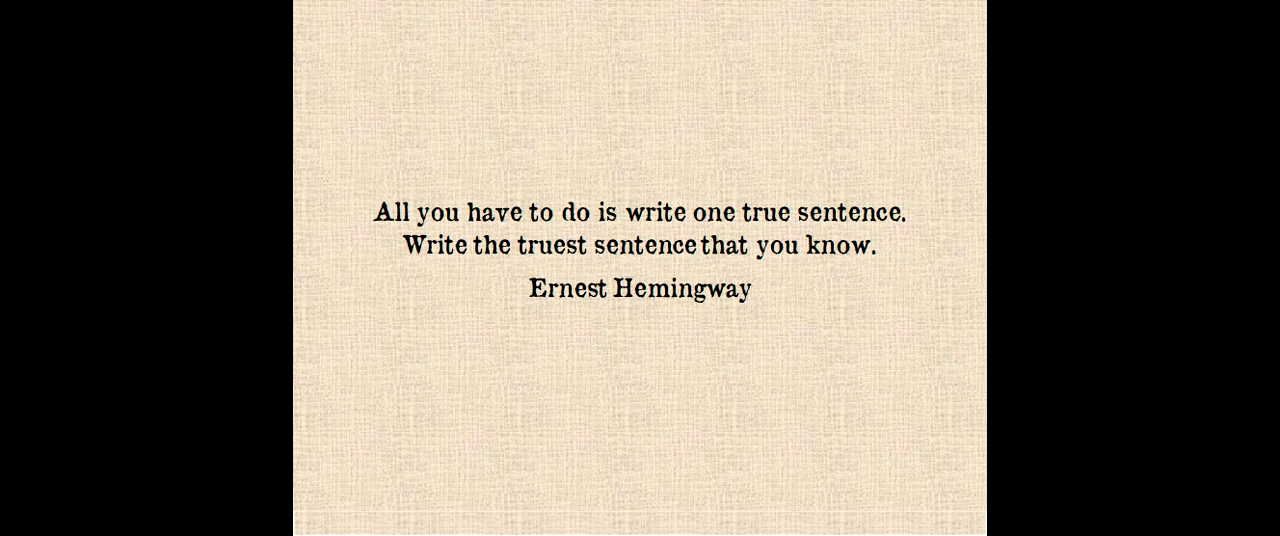 All you have to do is write one true sentence.
Write the truest sentence that you know.
Ernest Hemingway